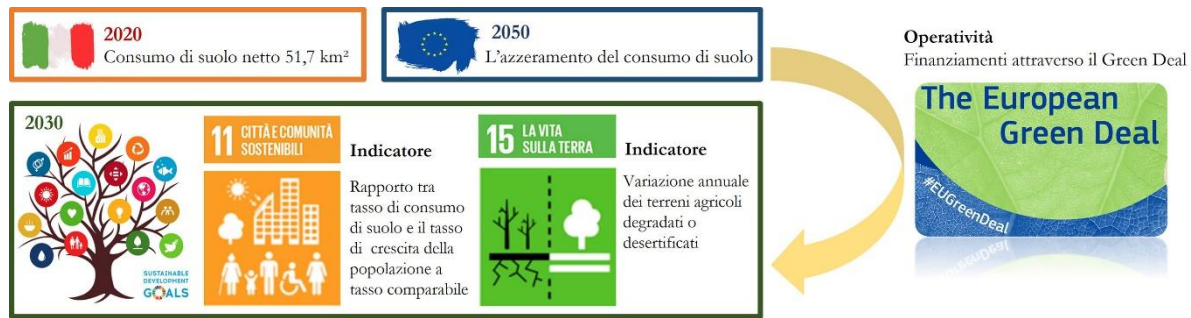 2020
Consumo di suolo netto 51,7 km²
2050
L'azzeramento del consumo di suolo
Operatività
Finanziamenti attraverso il Green Deal
The European
Green Deal
#EUGreenDeal
2030
SUSTAINABLE
DEVELOPMENT
GOALS
11 CITTÀ E COMUNITÀ
SOSTENIBILI
Indicatore
Rapporto tra
tasso di consumo
di suolo e il tasso
di crescita della
popolazione a
tasso comparabile
15 LA VITA
SULLA TERRA
Indicatore
Variazione annuale
dei terreni agricoli
degradati o
desertificati